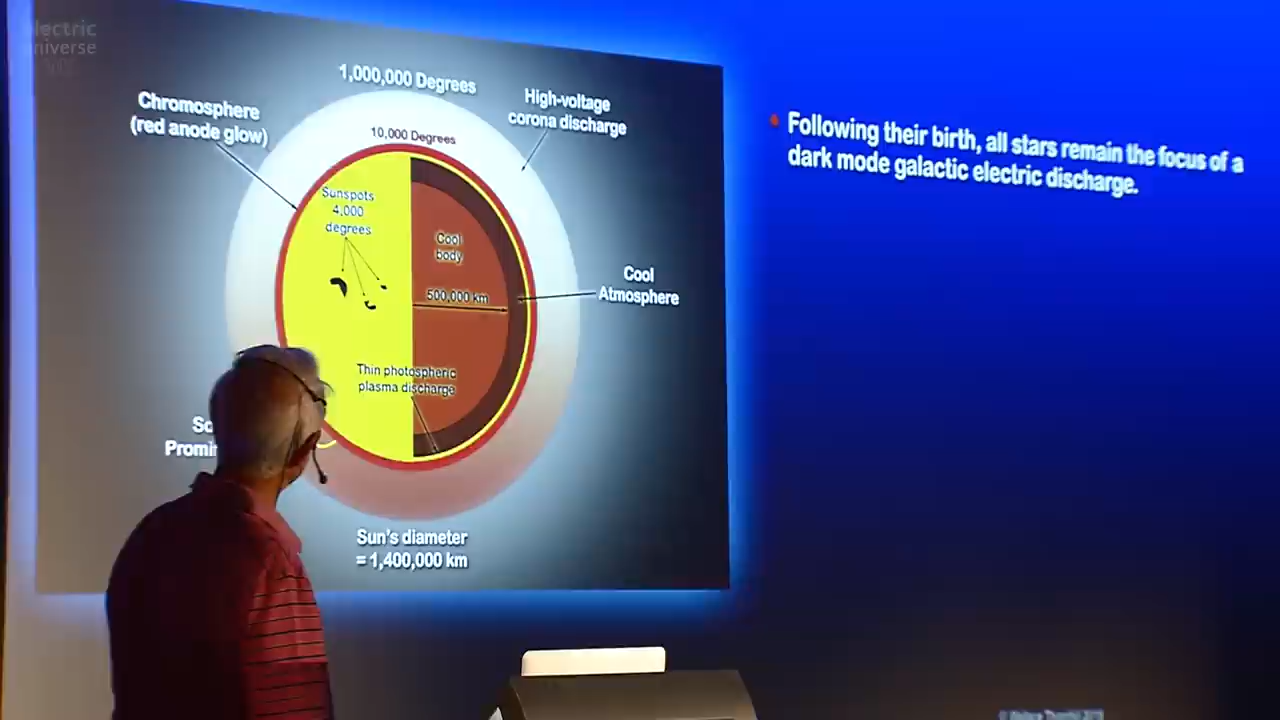 electric
universe
1,000,000 Degrees
Chromosphere
(red anode glow)
High-voltage
corona discharge
10,000 Degrees
Sunspots
4,000
degrees
Cool
body
500,000 km
Cool
Atmosphere
Thin photospheric
plasma discharge
Sun's diameter
= 1,400,000 km
Following their birth, all stars remain the focus of a
dark mode galactic electric discharge.